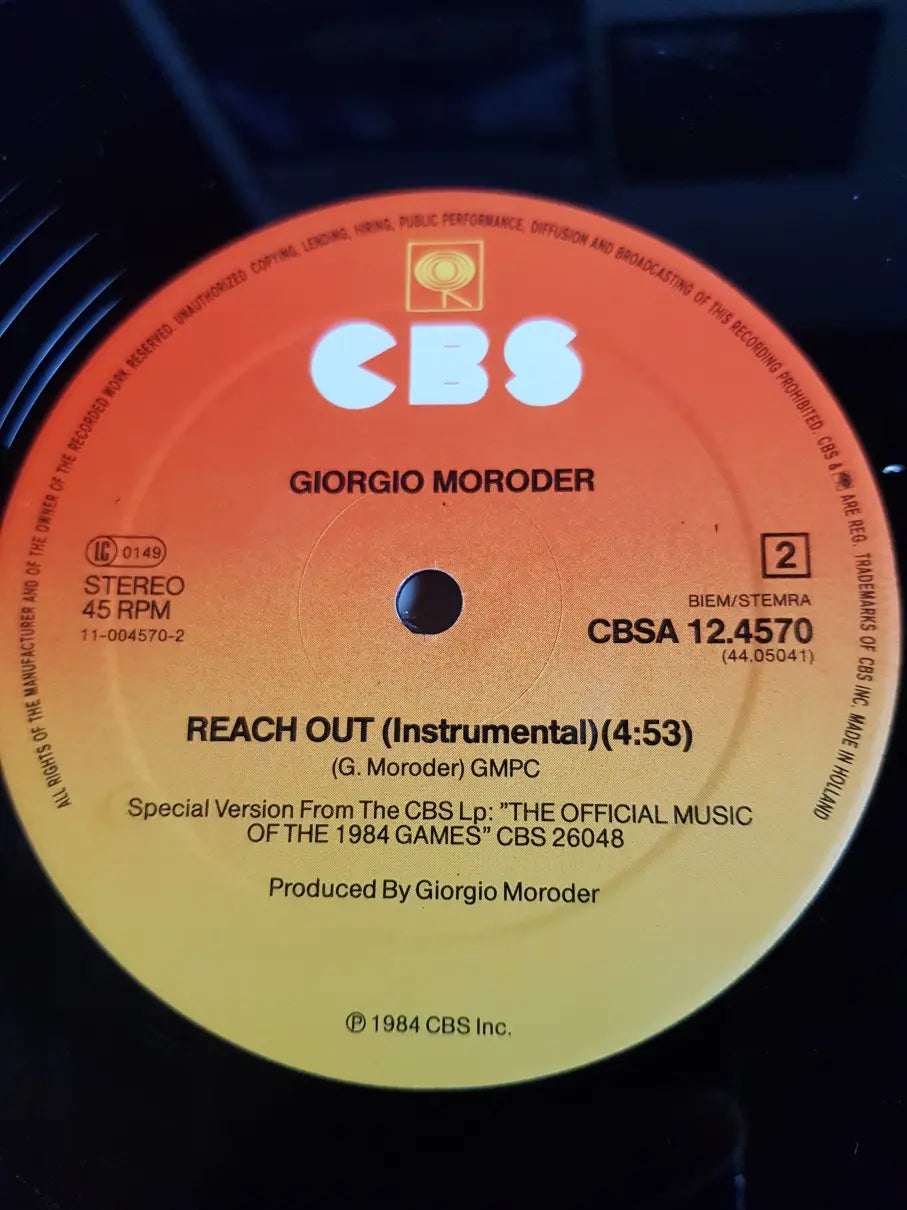 ALL RIGHTS OF THE MANUFACTURER AND OF THE OWNER OF THE RECORDED WORK RESERVED. UNAUTHORIZED COPYING, LENDING, HIRING, PUBLIC PERFORMANCE, DIFFUSION AND BROADCASTING OF THIS RECORDING PROHIBITED. CBS & ARE REG. TRADEMARKS OF CBS INC. MADE IN HOLLAND
CBS
GIORGIO MORODER
LC 0149
STEREO
45 RPM
11-004570-2
2
BIEM/STEMRA
CBSA 12.4570
(44.05041)
REACH OUT (Instrumental)(4:53)
(G. Moroder) GMPC
Special Version From The CBS Lp: "THE OFFICIAL MUSIC
OF THE 1984 GAMES" CBS 26048
Produced By Giorgio Moroder
℗ 1984 CBS Inc.